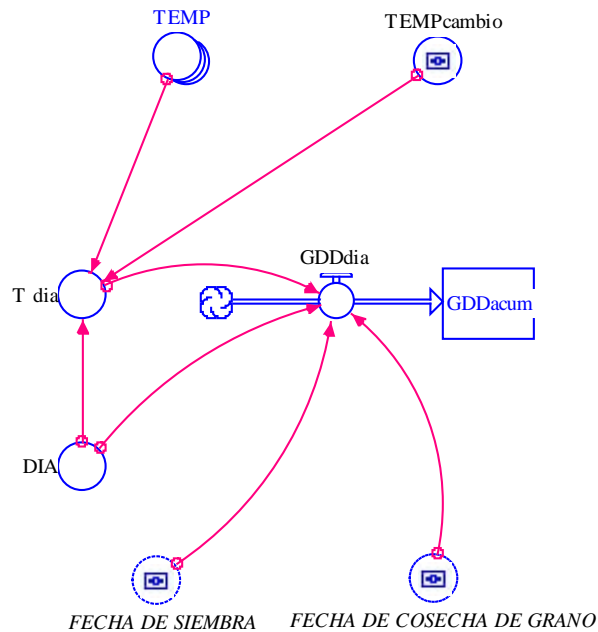 TEMP
TEMPcambio
GDDdia
T dia
GDDacum
DIA
FECHA DE SIEMBRA
FECHA DE COSECHA DE GRANO